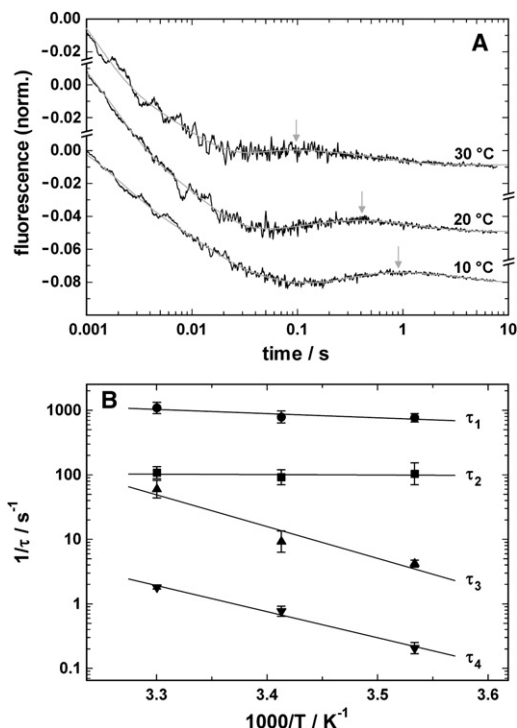 A
0.00
−0.02
0.00
−0.02
0.00
−0.04
−0.06
−0.08
fluorescence (norm.)
30 °C
20 °C
10 °C
0.001 0.01 0.1 1 10
time / s
B
1000
100
10
1
0.1
1/τ / s⁻¹
τ₁
τ₂
τ₃
τ₄
3.3 3.4 3.5 3.6
1000/T / K⁻¹